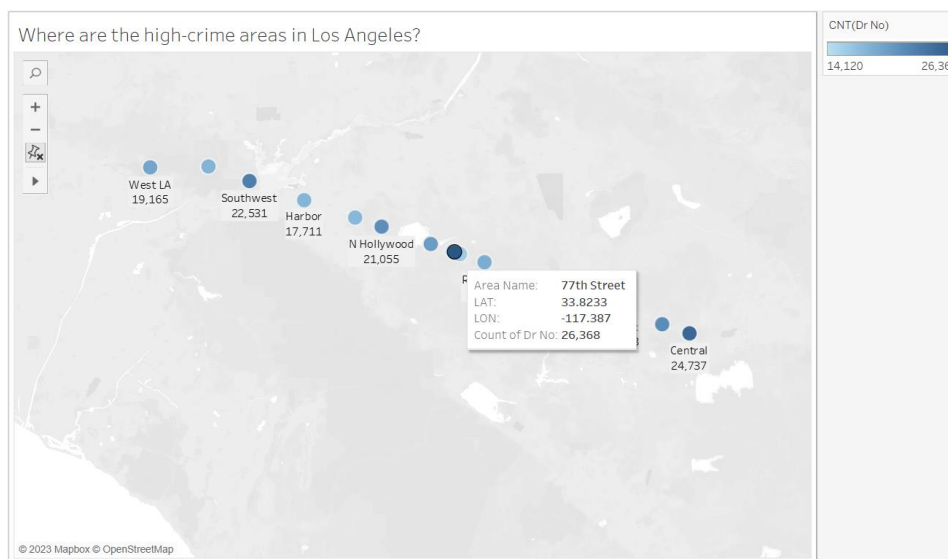 Where are the high-crime areas in Los Angeles?
CNT(Dr No)
14,120 26,36
West LA
19,165
Southwest
22,531
Harbor
17,711
N Hollywood
21,055
Area Name: 77th Street
LAT: 33.8233
LON: -117.387
Count of Dr No: 26,368
Central
24,737
© 2023 Mapbox © OpenStreetMap